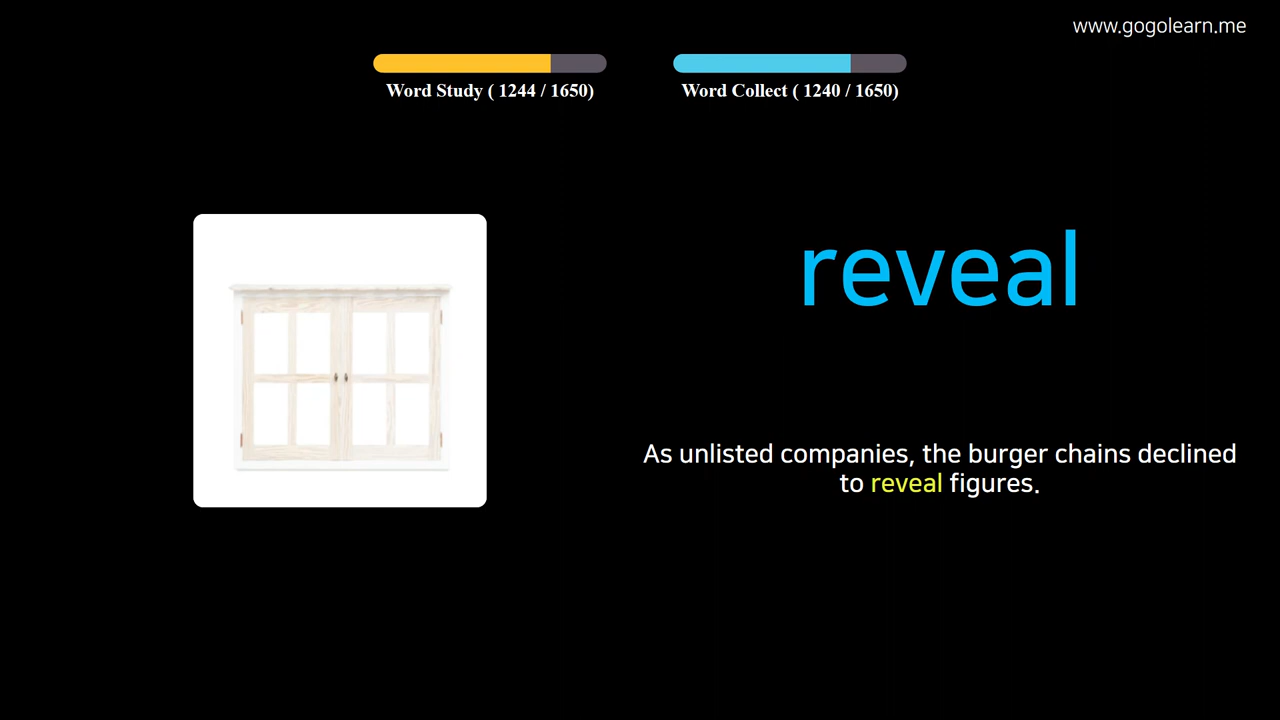 www.gogolearn.me
Word Study ( 1244 / 1650)
Word Collect ( 1240 / 1650)
reveal
As unlisted companies, the burger chains declined
to reveal figures.